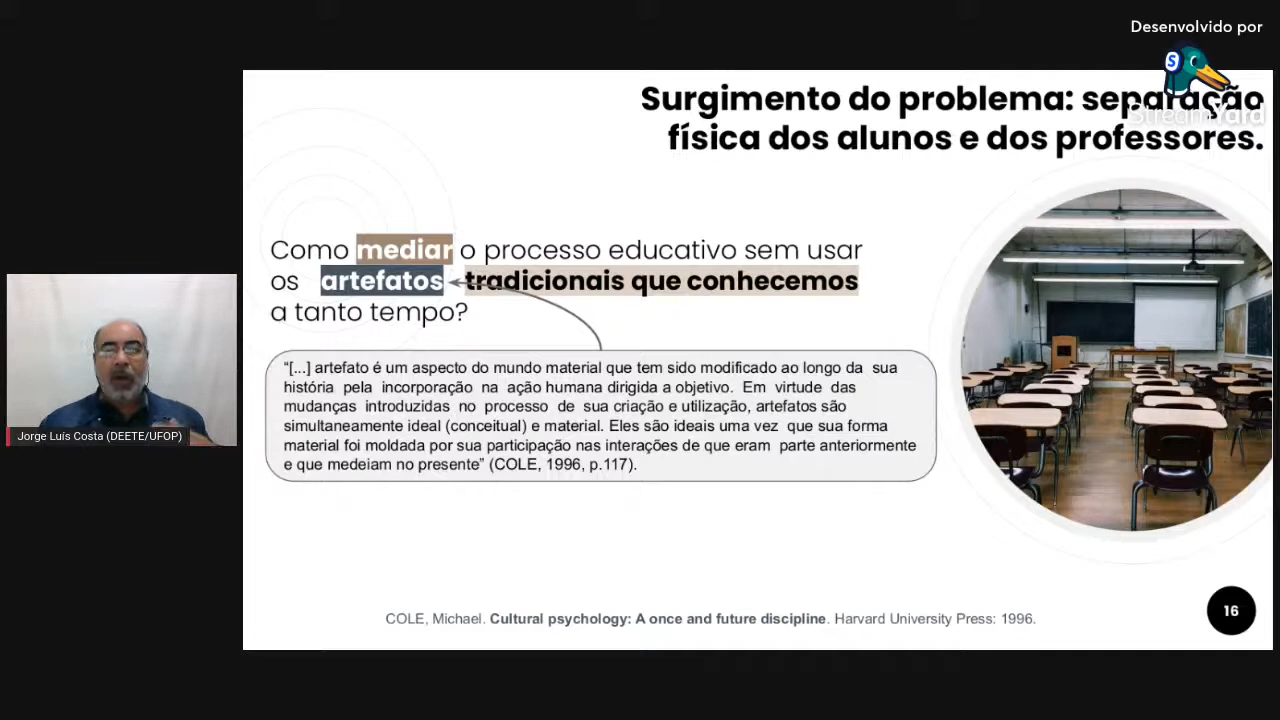 Desenvolvido por
S
StreamYard
Surgimento do problema: separação
física dos alunos e dos professores.
Como mediar o processo educativo sem usar
os artefatos tradicionais que conhecemos
a tanto tempo?
“[...] artefato é um aspecto do mundo material que tem sido modificado ao longo da sua
história pela incorporação na ação humana dirigida a objetivo. Em virtude das
mudanças introduzidas no processo de sua criação e utilização, artefatos são
simultaneamente ideal (conceitual) e material. Eles são ideais uma vez que sua forma
material foi moldada por sua participação nas interações de que eram parte anteriormente
e que medeiam no presente” (COLE, 1996, p.117).
Jorge Luís Costa (DEETE/UFOP)
COLE, Michael. Cultural psychology: A once and future discipline. Harvard University Press: 1996.
16